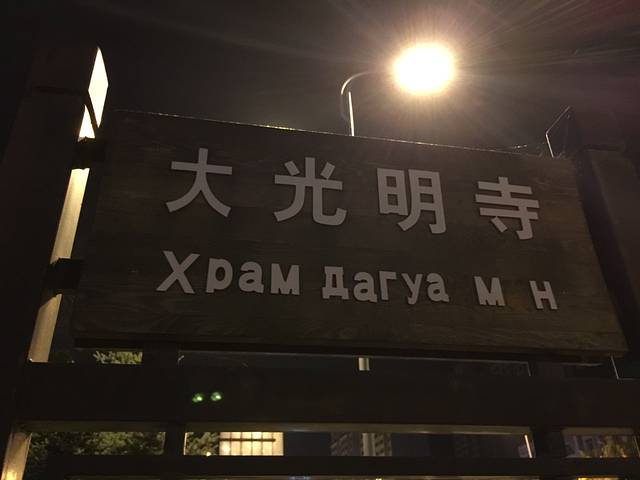 大光明寺
Храм дагуа м н